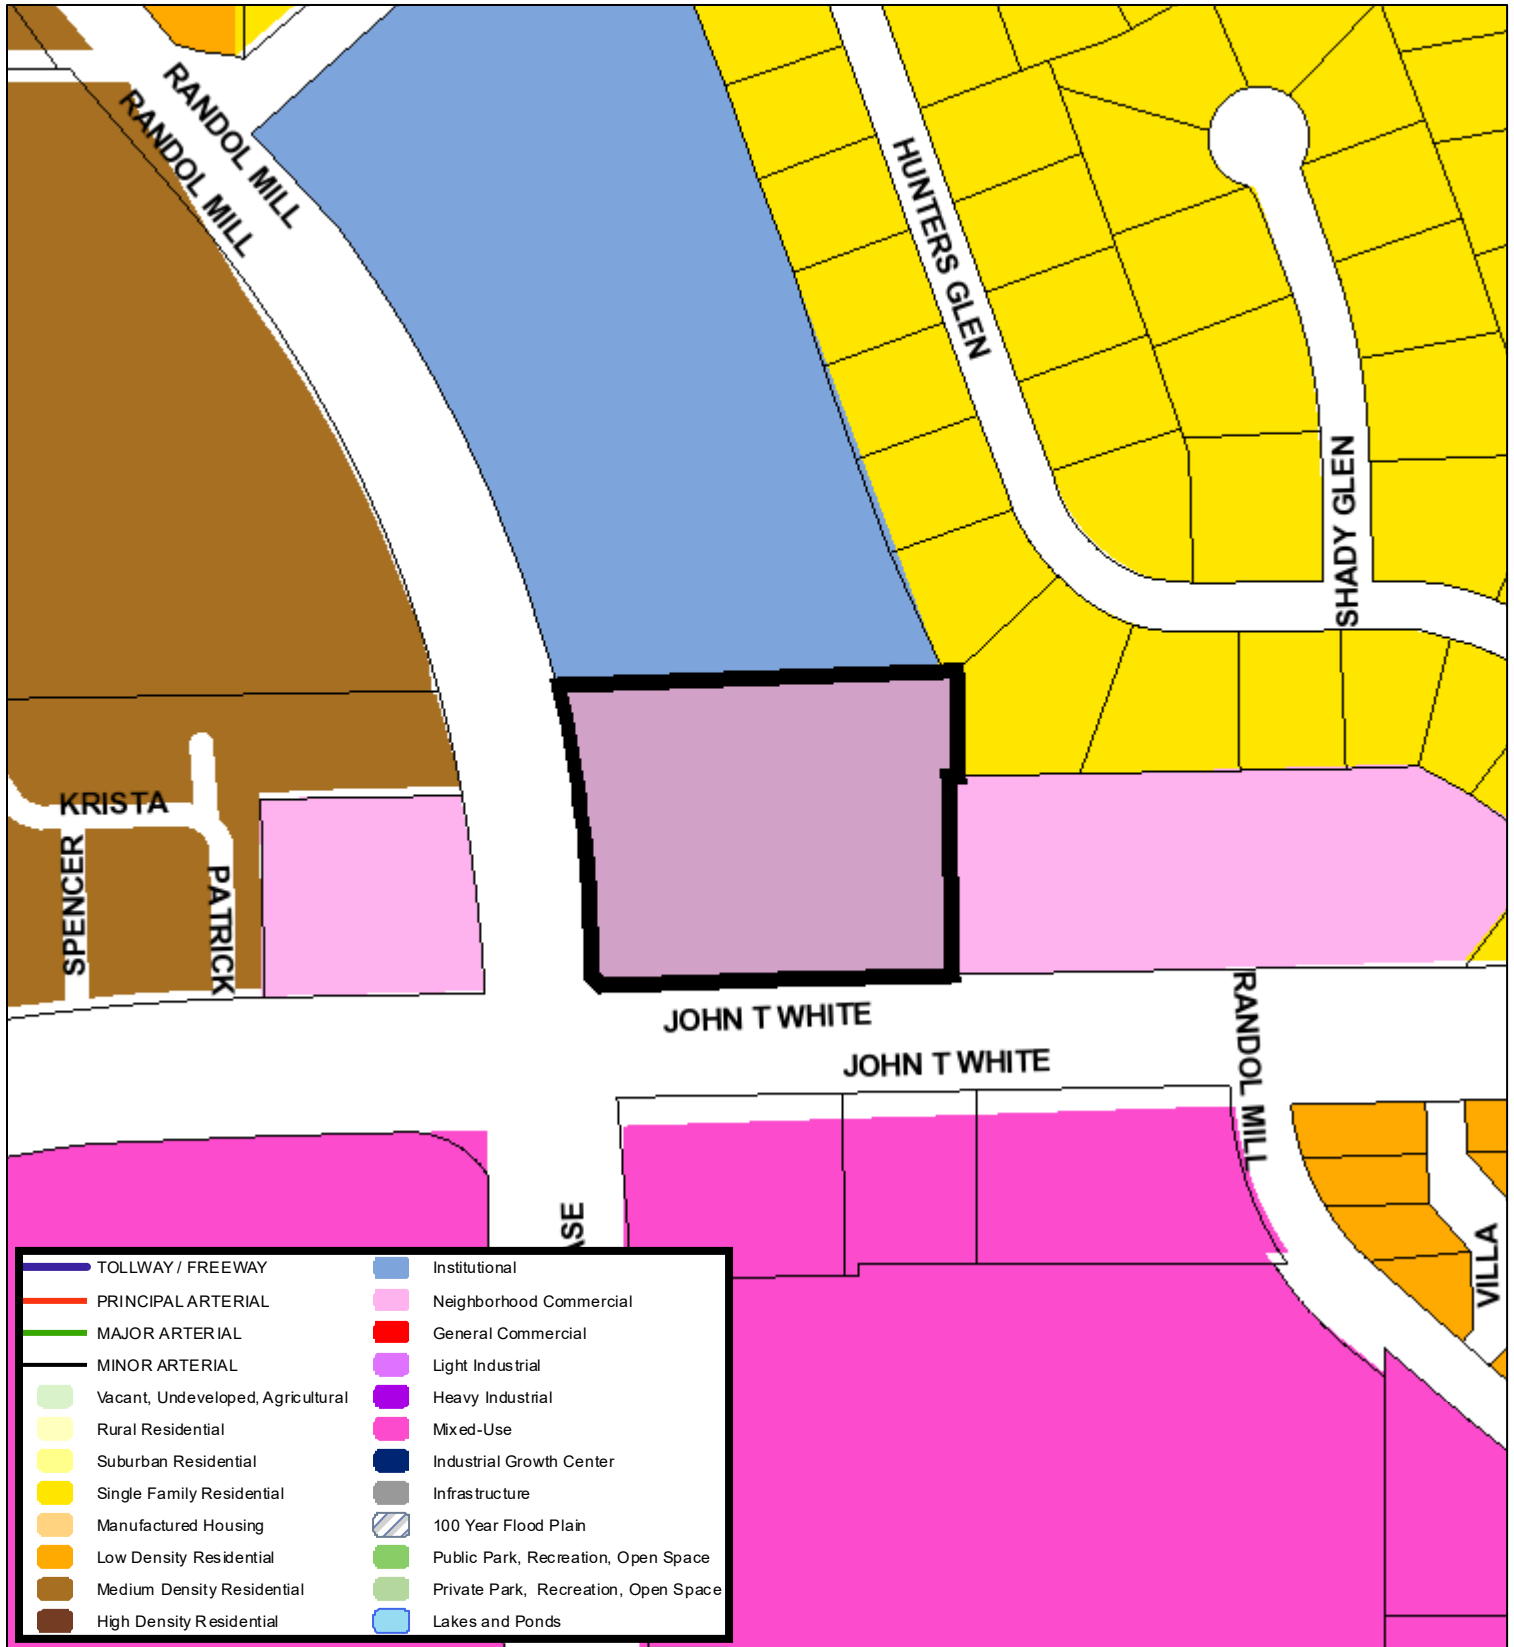 RANDOL MILL
RANDOL MILL
HUNTERS GLEN
SHADY GLEN
KRISTA
SPENCER
PATRICK
JOHN T WHITE
JOHN T WHITE
RANDOL MILL
VILLA
ASE
TOLLWAY / FREEWAY
PRINCIPAL ARTERIAL
MAJOR ARTERIAL
MINOR ARTERIAL
Vacant, Undeveloped, Agricultural
Rural Residential
Suburban Residential
Single Family Residential
Manufactured Housing
Low Density Residential
Medium Density Residential
High Density Residential
Institutional
Neighborhood Commercial
General Commercial
Light Industrial
Heavy Industrial
Mixed-Use
Industrial Growth Center
Infrastructure
100 Year Flood Plain
Public Park, Recreation, Open Space
Private Park, Recreation, Open Space
Lakes and Ponds